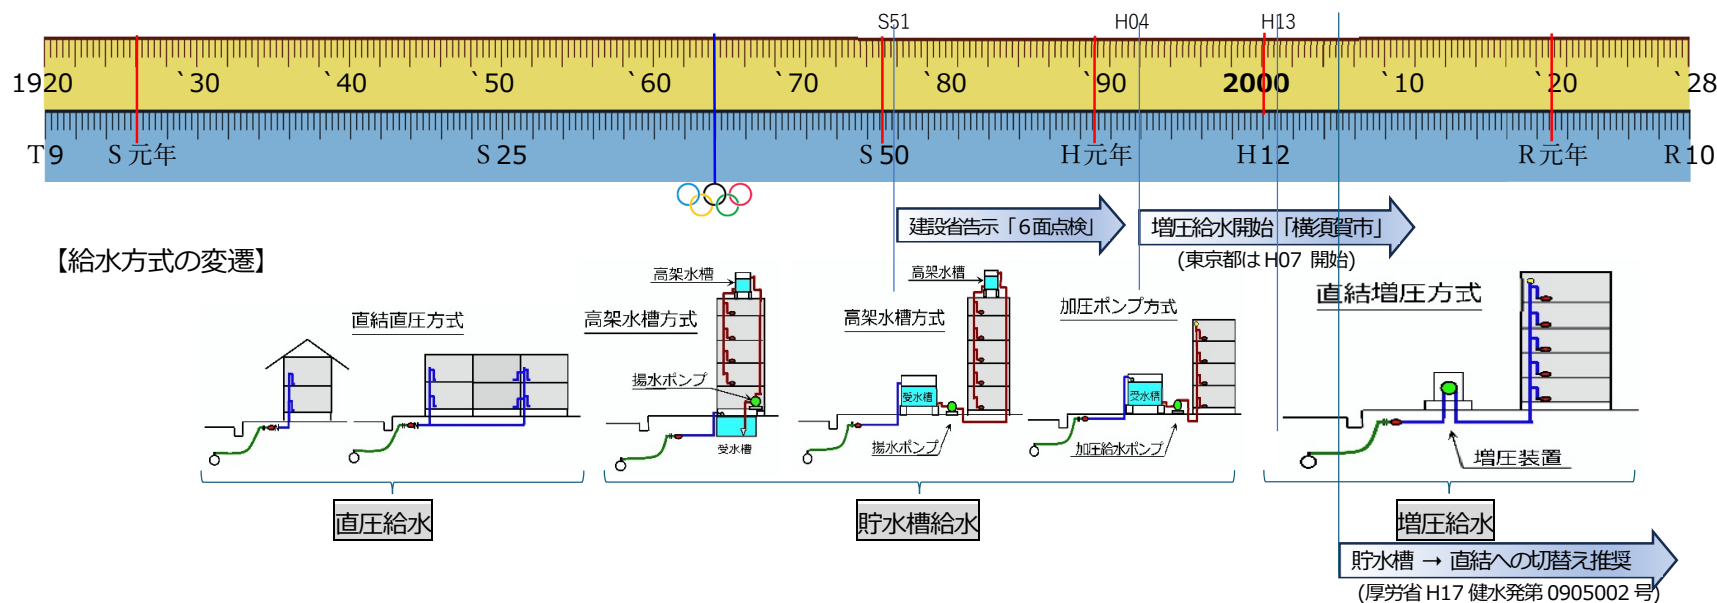 S51 H04 H13
1920 `30 `40 `50 `60 `70 `80 `90 2000 `10 `20 `28
T9 S元年 S25 S50 H元年 H12 R元年 R10
建設省告示「6面点検」
増圧給水開始「横須賀市」
(東京都は H07 開始)
【給水方式の変遷】
直結直圧方式
高架水槽方式
高架水槽
揚水ポンプ
受水槽
高架水槽方式
高架水槽
受水槽
揚水ポンプ
加圧ポンプ方式
受水槽
加圧給水ポンプ
直結増圧方式
増圧装置
直圧給水
貯水槽給水
増圧給水
貯水槽 → 直結への切替え推奨
(厚労省 H17 健水発第 0905002 号)